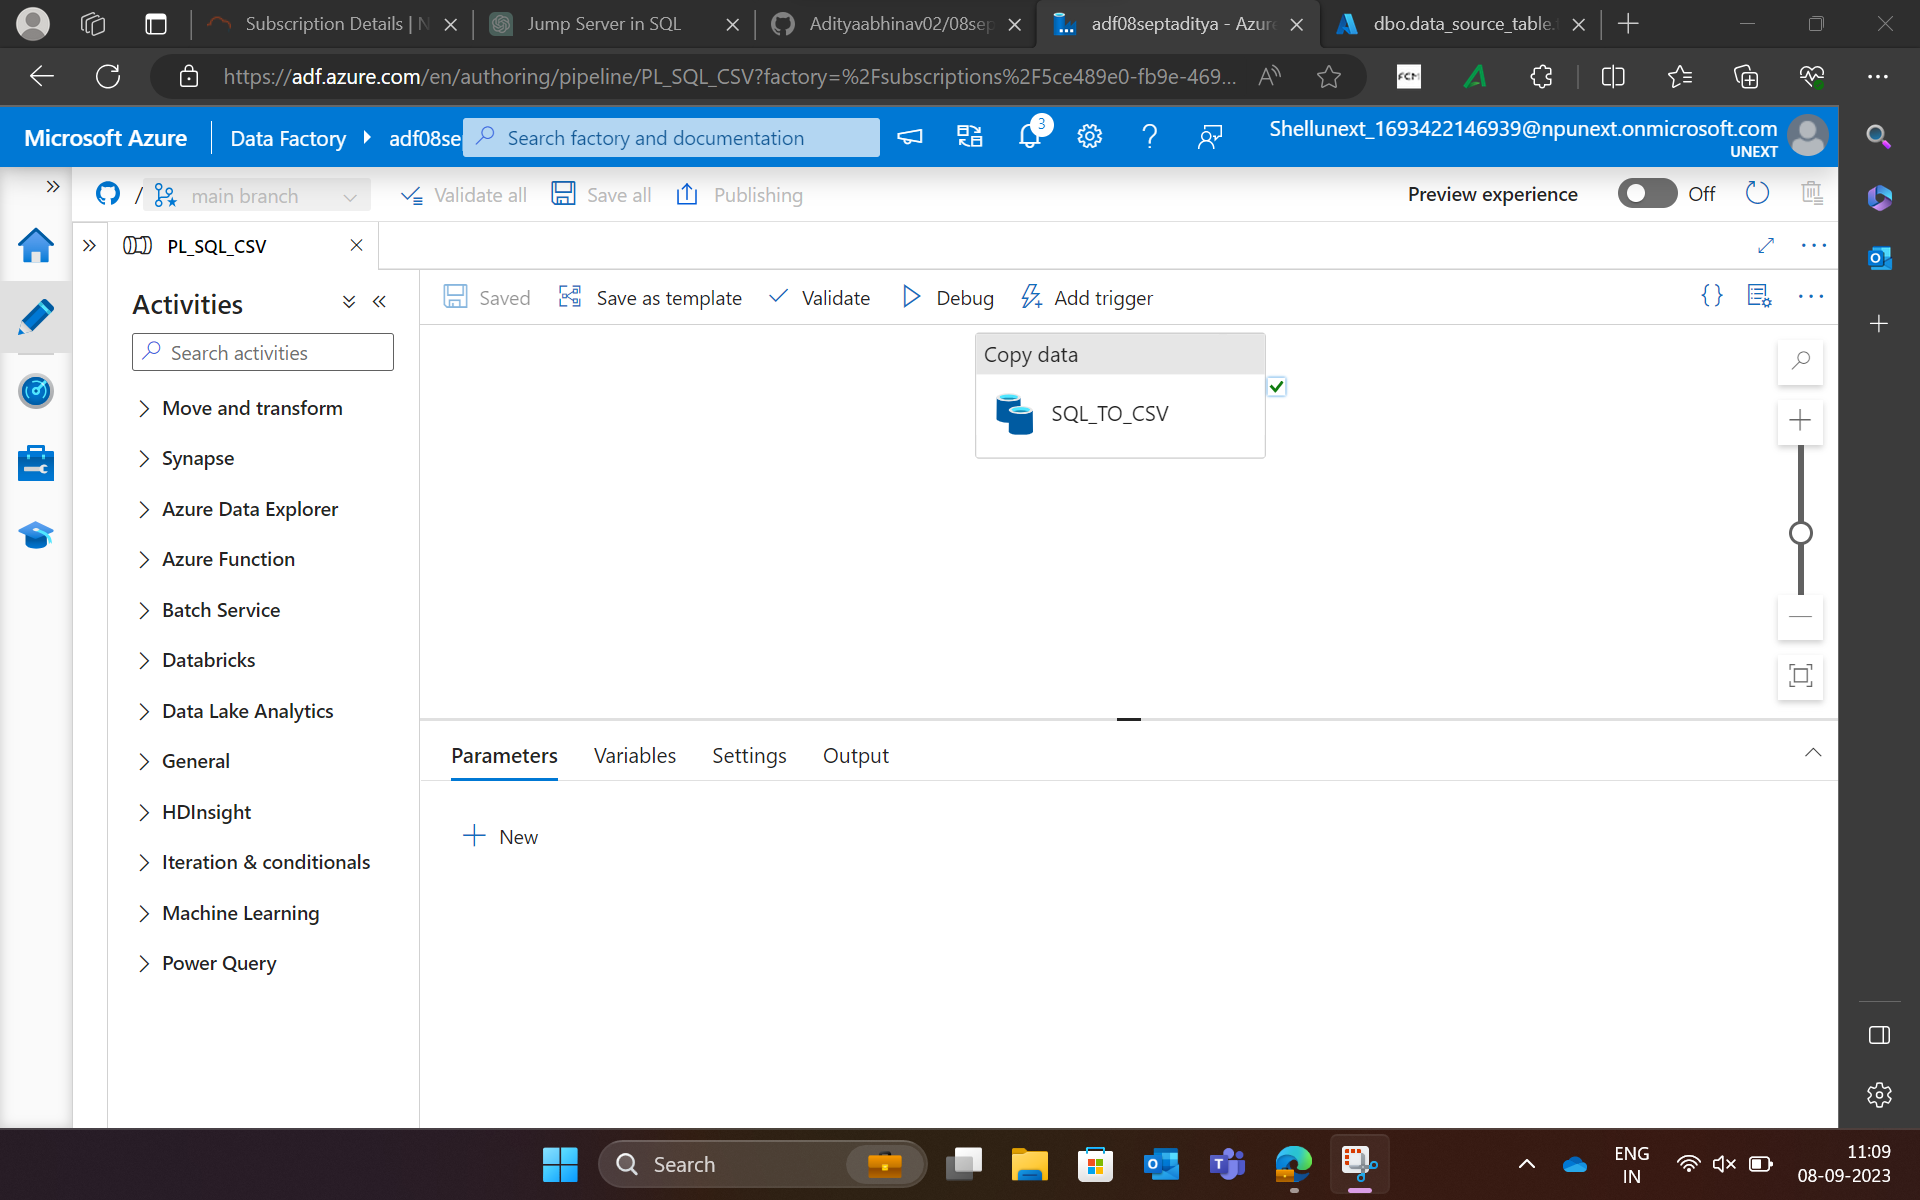 Subscription Details | N
Jump Server in SQL
Adityaabhinav02/08sep
adf08septaditya - Azure
dbo.data_source_table.
https://adf.azure.com/en/authoring/pipeline/PL_SQL_CSV?factory=%2Fsubscriptions%2F5ce489e0-fb9e-469...
FCM
Microsoft Azure
Data Factory
adf08se
Search factory and documentation
3
Shellunext_1693422146939@npunext.onmicrosoft.com
UNEXT
/
main branch
Validate all
Save all
Publishing
Preview experience
Off
PL_SQL_CSV
Activities
Search activities
Move and transform
Synapse
Azure Data Explorer
Azure Function
Batch Service
Databricks
Data Lake Analytics
General
HDInsight
Iteration & conditionals
Machine Learning
Power Query
Saved
Save as template
Validate
Debug
Add trigger
Copy data
SQL_TO_CSV
Parameters
Variables
Settings
Output
New
Search
ENG
IN
11:09
08-09-2023